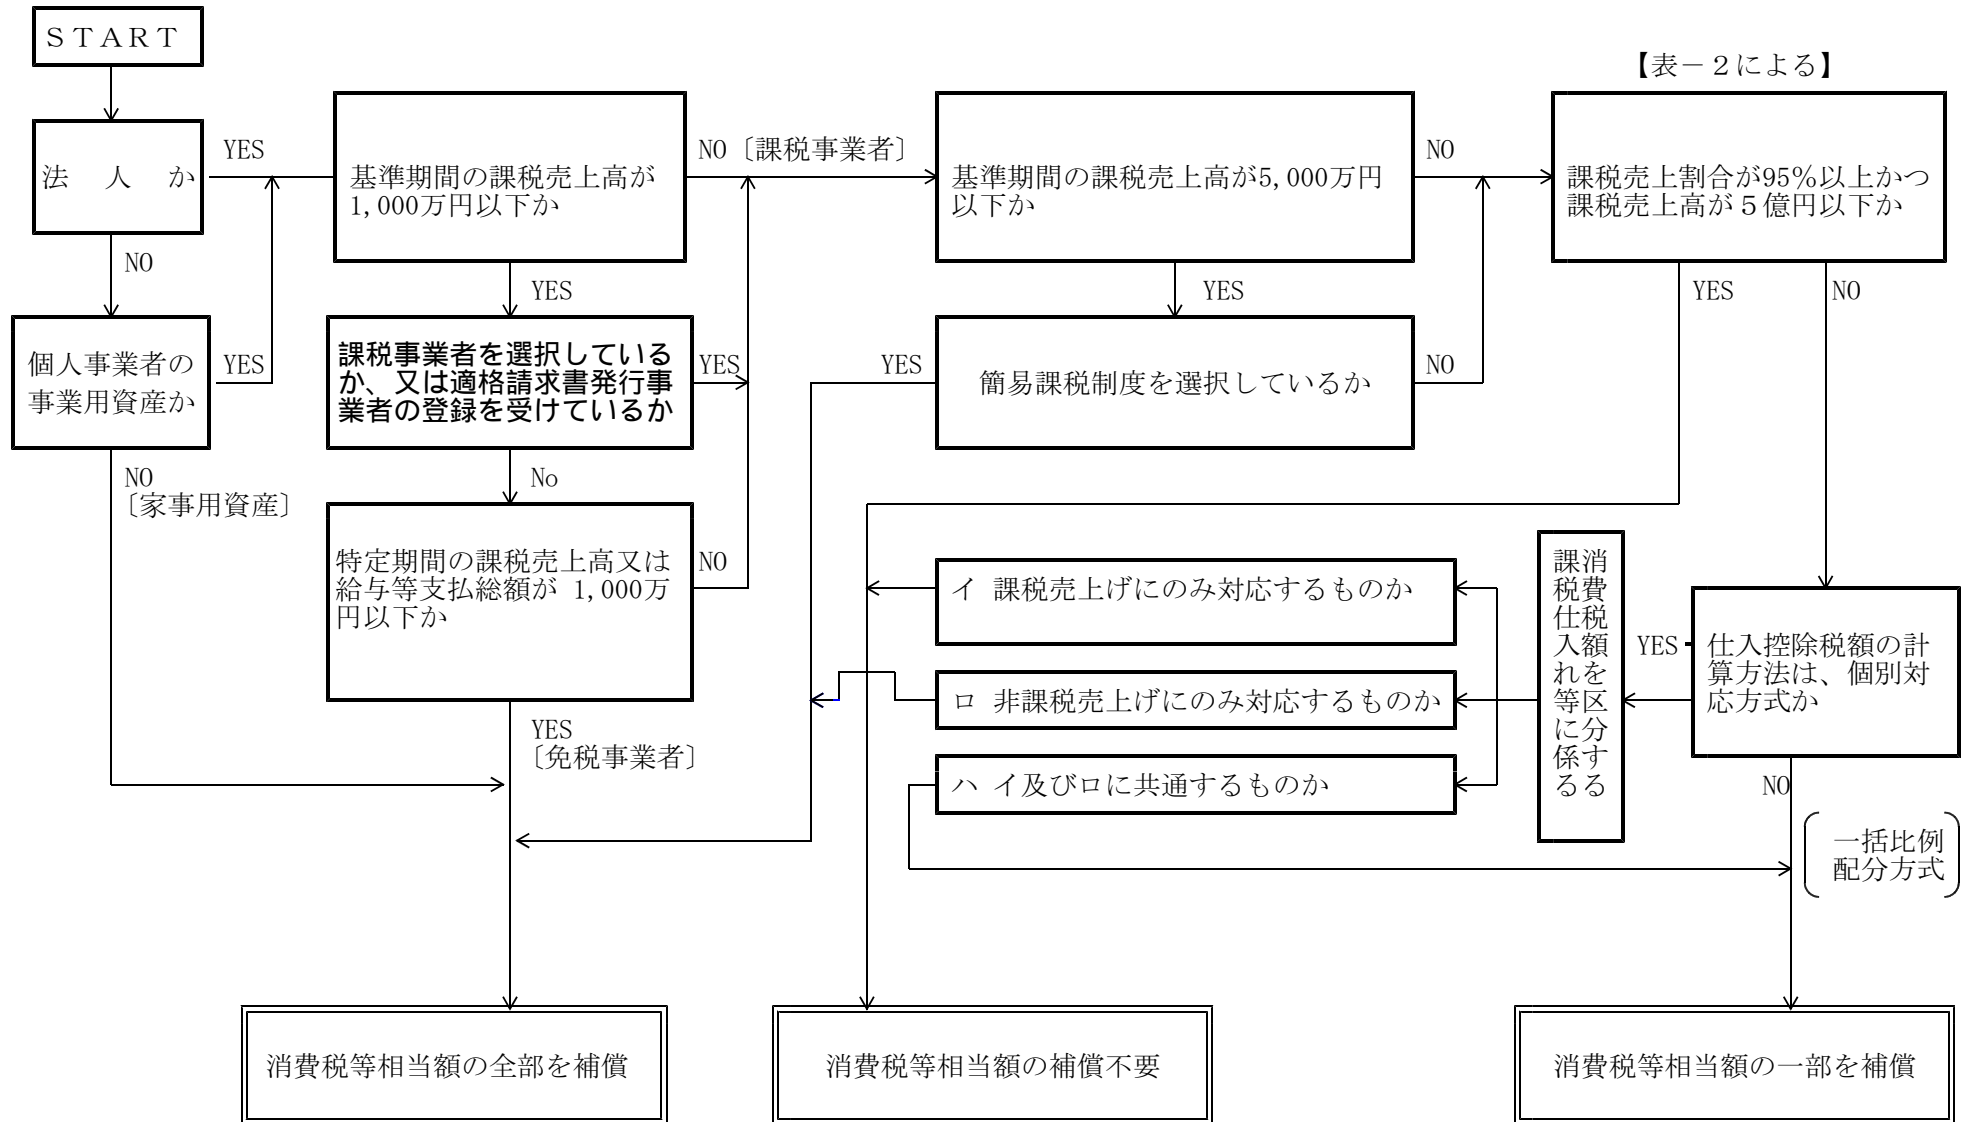 ＳＴＡＲＴ
法　人　か
YES
NO
個人事業者の
事業用資産か
YES
NO
〔家事用資産〕
基準期間の課税売上高が
1,000万円以下か
NO〔課税事業者〕
YES
課税事業者を選択している
か、又は適格請求書発行事
業者の登録を受けているか
YES
No
特定期間の課税売上高又は
給与等支払総額が 1,000万
円以下か
NO
YES
〔免税事業者〕
基準期間の課税売上高が5,000万円
以下か
NO
YES
簡易課税制度を選択しているか
YES
NO
【表－２による】
課税売上割合が95％以上かつ
課税売上高が５億円以下か
YES
NO
仕入控除税額の計
算方法は、個別対
応方式か
YES
NO
消費税額を区分する
課税仕入れ等に係る
イ 課税売上げにのみ対応するものか
ロ 非課税売上げにのみ対応するものか
ハ イ及びロに共通するものか
一括比例
配分方式
消費税等相当額の全部を補償
消費税等相当額の補償不要
消費税等相当額の一部を補償